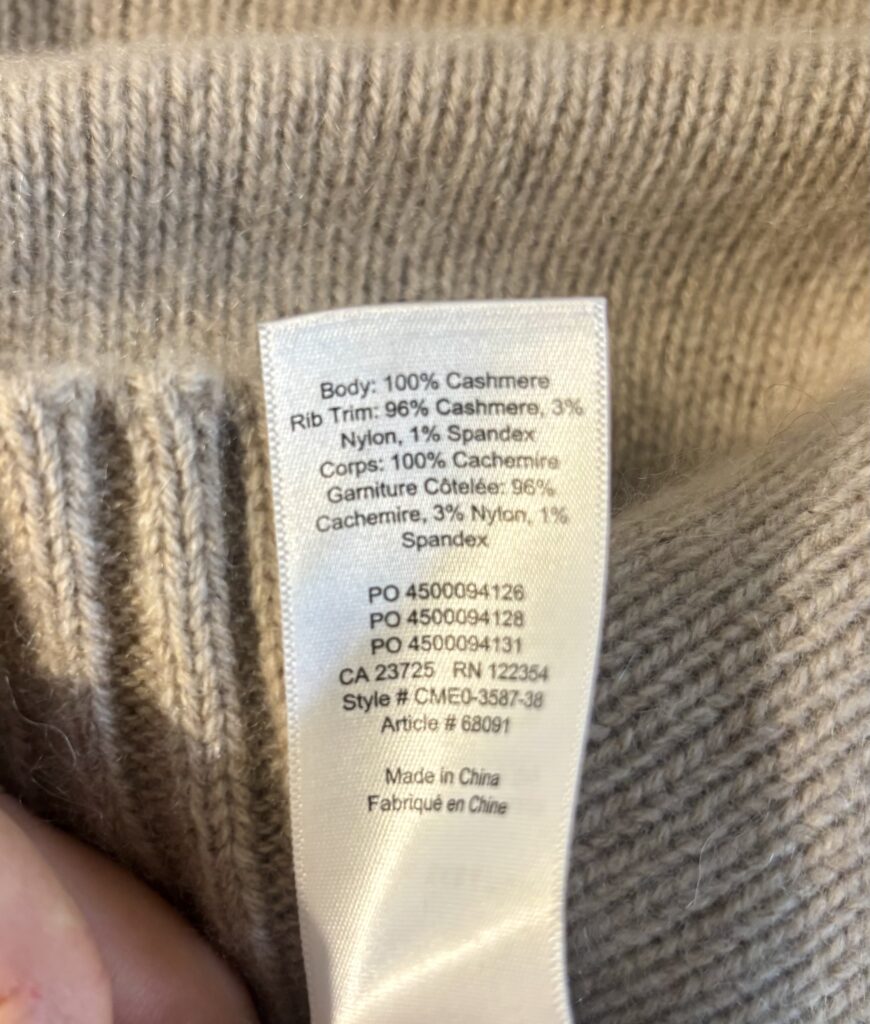 Body: 100% Cashmere
Rib Trim: 96% Cashmere, 3%
Nylon, 1% Spandex
Corps: 100% Cachemire
Garniture Côtelée: 96%
Cachemire, 3% Nylon, 1%
Spandex
PO 4500094126
PO 4500094128
PO 4500094131
CA 23725 RN 122354
Style # CME0-3587-38
Article # 68091
Made in China
Fabriqué en Chine